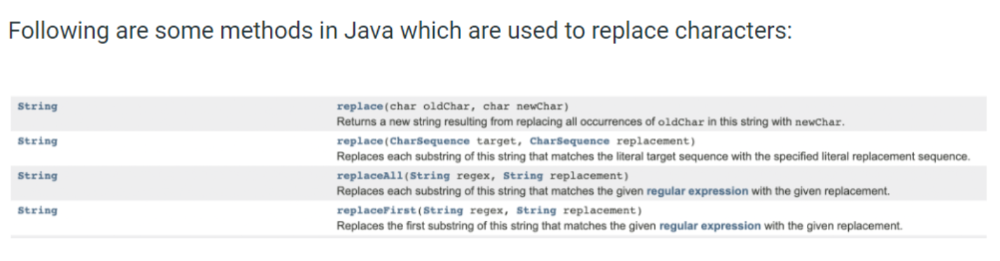 Following are some methods in Java which are used to replace characters:
String replace(char oldChar, char newChar)
Returns a new string resulting from replacing all occurrences of oldChar in this string with newChar.
String replace(CharSequence target, CharSequence replacement)
Replaces each substring of this string that matches the literal target sequence with the specified literal replacement sequence.
String replaceAll(String regex, String replacement)
Replaces each substring of this string that matches the given regular expression with the given replacement.
String replaceFirst(String regex, String replacement)
Replaces the first substring of this string that matches the given regular expression with the given replacement.